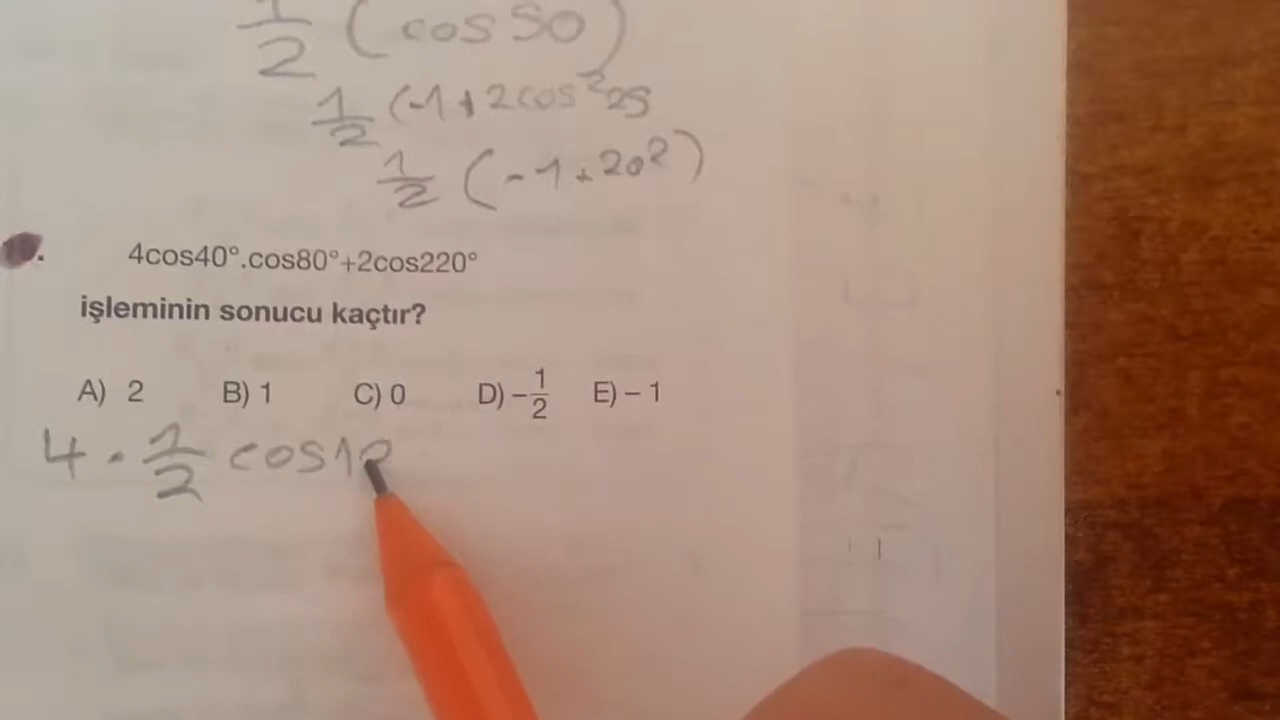 1/2 (cos 50)
1/2 (-1+2cos²25
1/2 (-1+2a²)
4cos40°.cos80°+2cos220°
işleminin sonucu kaçtır?
A) 2 B) 1 C) 0 D) -1/2 E) – 1
4 . 1/2 cos12